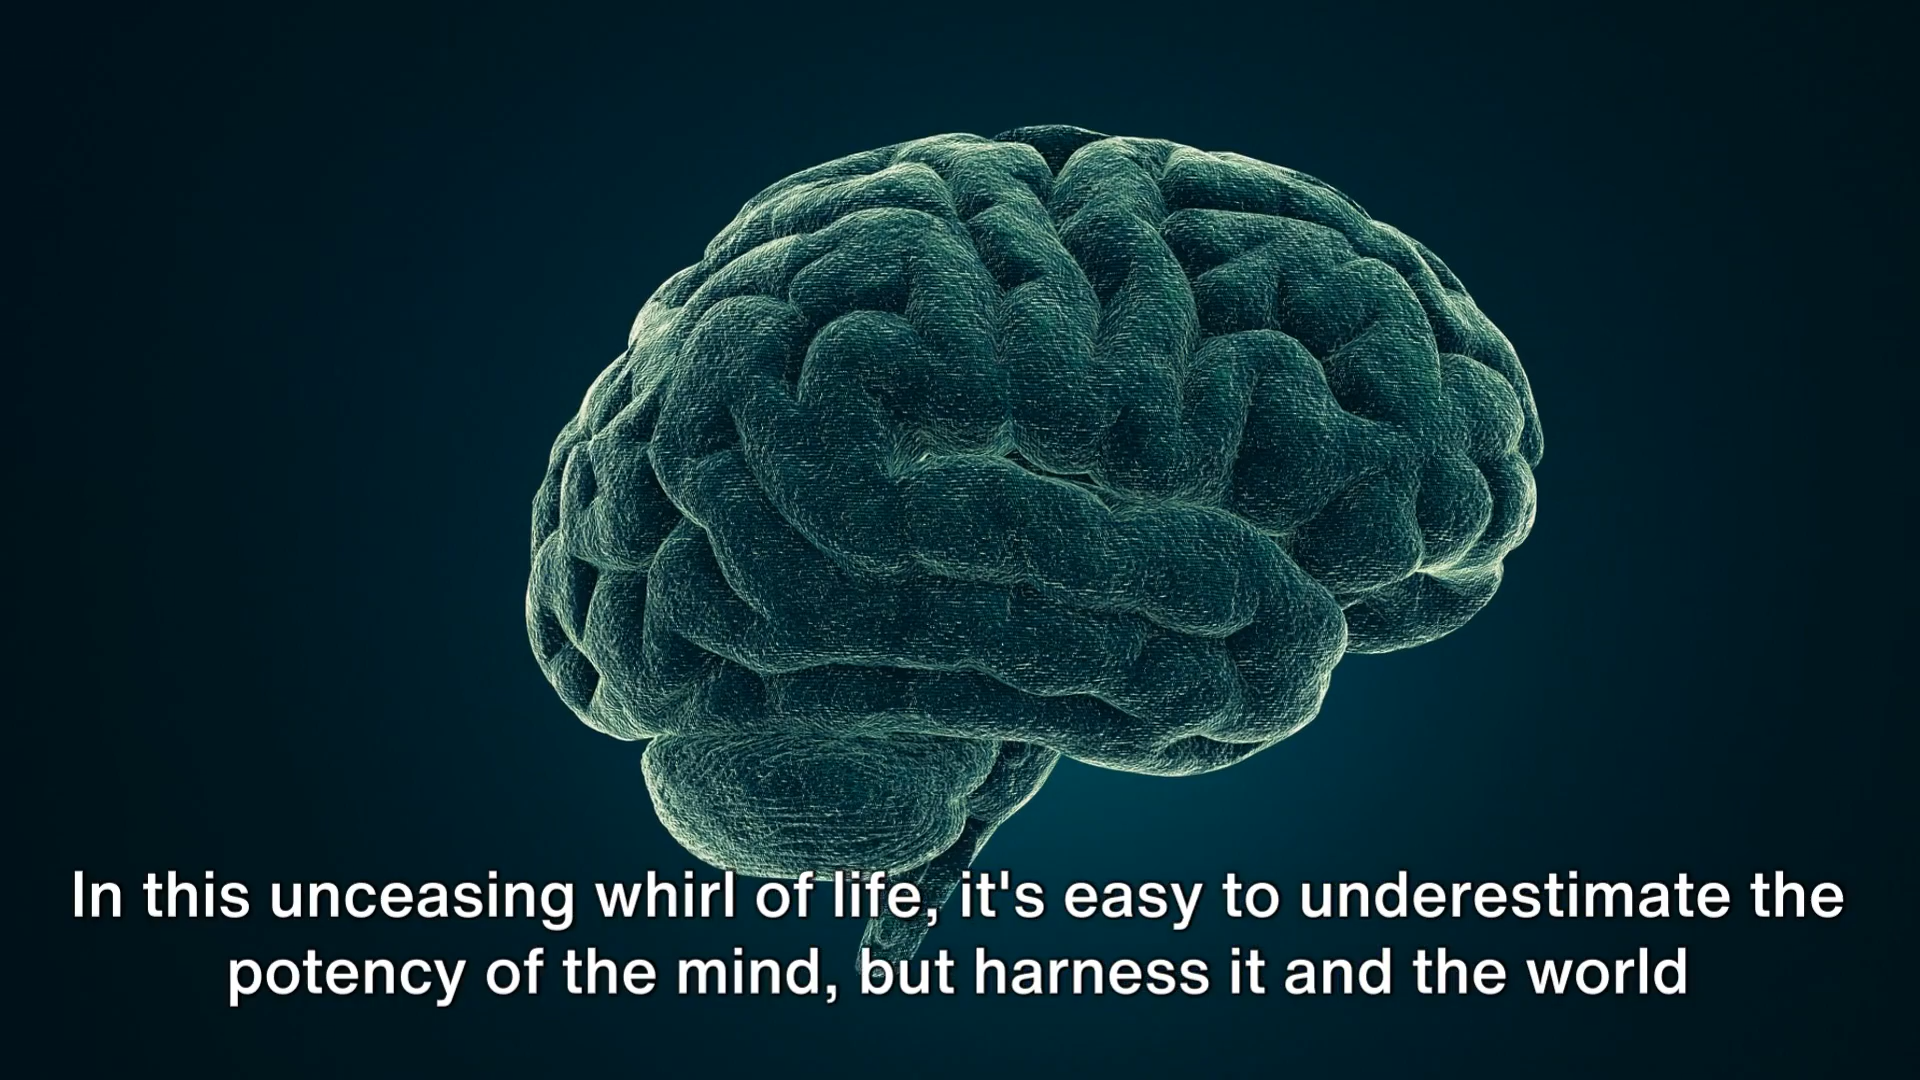 In this unceasing whirl of life, it's easy to underestimate the
potency of the mind, but harness it and the world